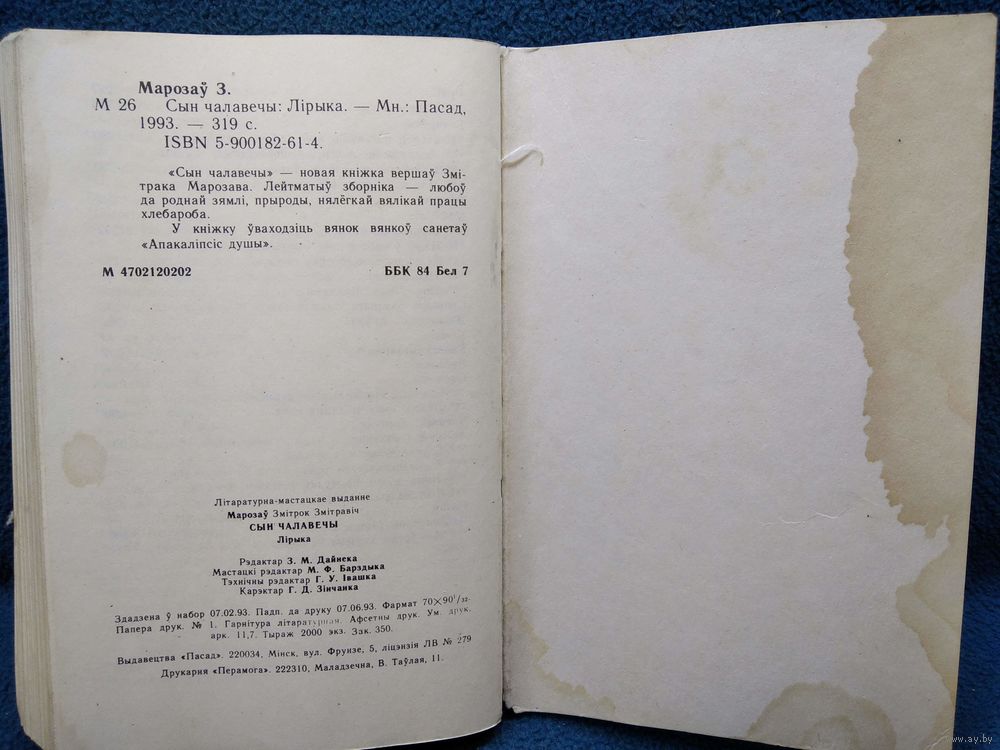 Марозаў З.
М 26 Сын чалавечы: Лірыка. — Мн.: Пасад,
1993. — 319 с.
ISBN 5-900182-61-4.
«Сын чалавечы» — новая кніжка вершаў Змі-
трака Марозава. Лейтматыў зборніка — любоў
да роднай зямлі, прыроды, нялёгкай вялікай працы
хлебароба.
У кніжку ўваходзіць вянок вянкоў санетаў
«Апакаліпсіс душы».
М 4702120202 ББК 84 Бел 7
Літаратурна-мастацкае выданне
Марозаў Змітрок Змітравіч
СЫН ЧАЛАВЕЧЫ
Лірыка
Рэдактар З. М. Дайнека
Мастацкі рэдактар М. Ф. Барздыка
Тэхнічны рэдактар Г. У. Івашка
Карэктар Г. Д. Зінчанка
Здадзена ў набор 07.02.93. Падп. да друку 07.06.93. Фармат 70×90¹/₃₂.
Папера друк. № 1. Гарнітура літаратурная. Афсетны друк. Ум. друк.
арк. 11,7. Тыраж 2000 экз. Зак. 350.
Выдавецтва «Пасад». 220034, Мінск, вул. Фрунзе, 5, ліцэнзія ЛВ № 279
Друкарня «Перамога». 222310, Маладзечна, В. Таўлая, 11.
www.ay.by